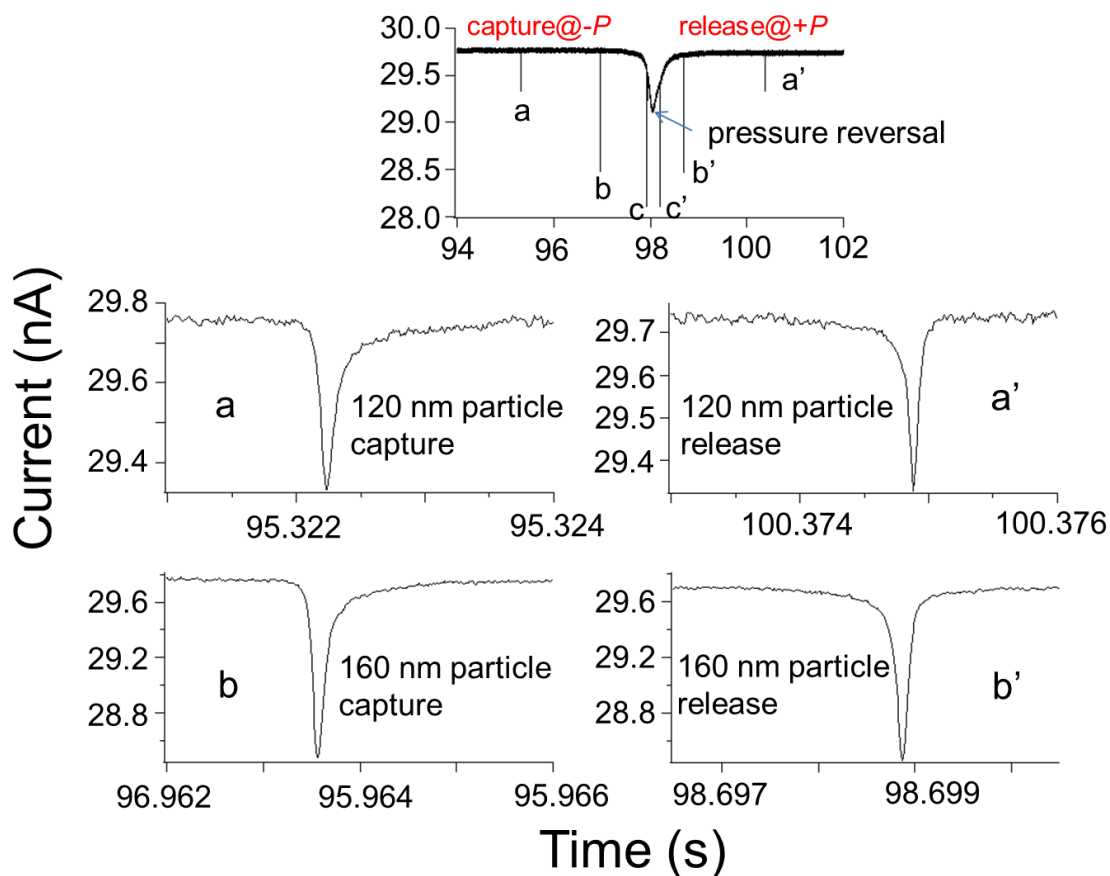 capture@-P release@+P
30.0
29.5
29.0
28.5
28.0
a
a’
pressure reversal
b
b’
c
c’
94 96 98 100 102
Current (nA)
29.8
29.6
29.4
a
120 nm particle
capture
95.322 95.324
29.7
29.6
29.5
29.4
120 nm particle
release
a’
100.374 100.376
29.6
29.2
28.8
b
160 nm particle
capture
96.962 95.964 95.966
29.6
29.2
28.8
160 nm particle
release
b’
98.697 98.699
Time (s)